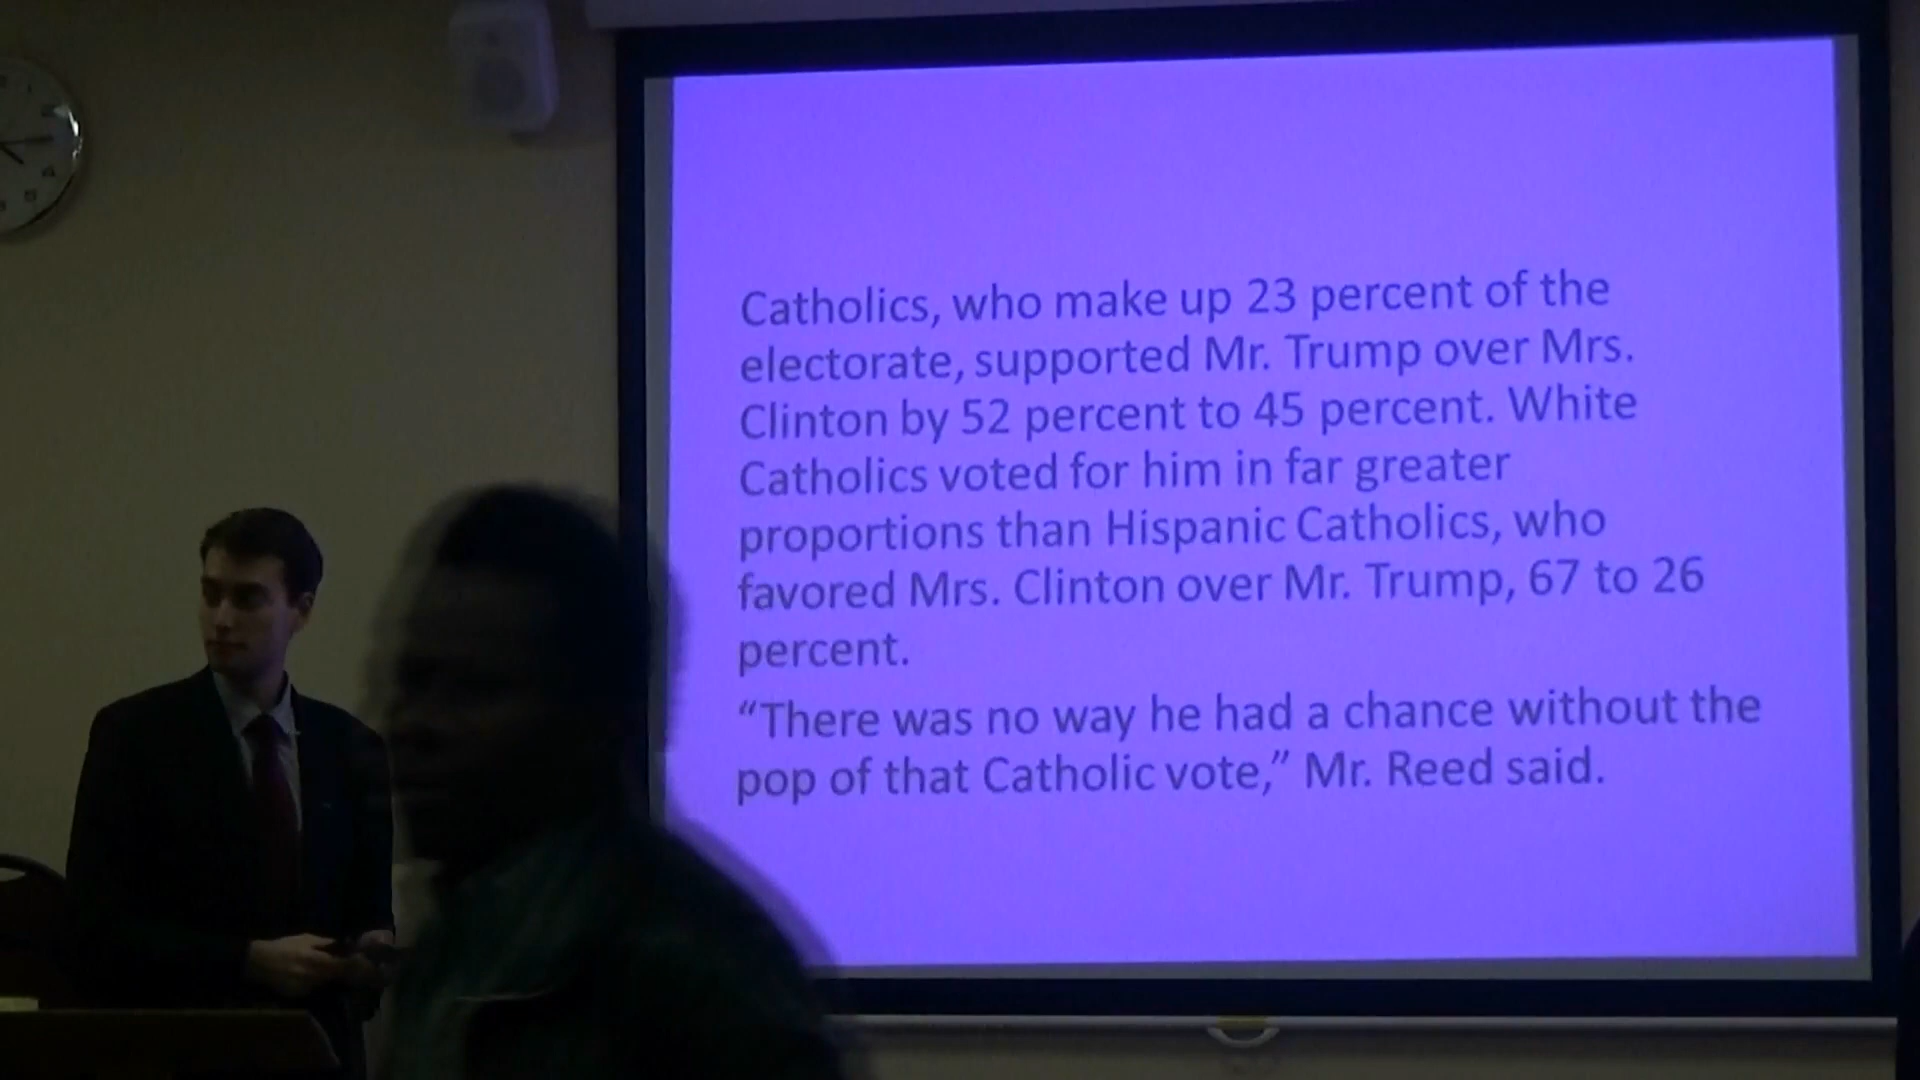 Catholics, who make up 23 percent of the
electorate, supported Mr. Trump over Mrs.
Clinton by 52 percent to 45 percent. White
Catholics voted for him in far greater
proportions than Hispanic Catholics, who
favored Mrs. Clinton over Mr. Trump, 67 to 26
percent.
“There was no way he had a chance without the
pop of that Catholic vote,” Mr. Reed said.